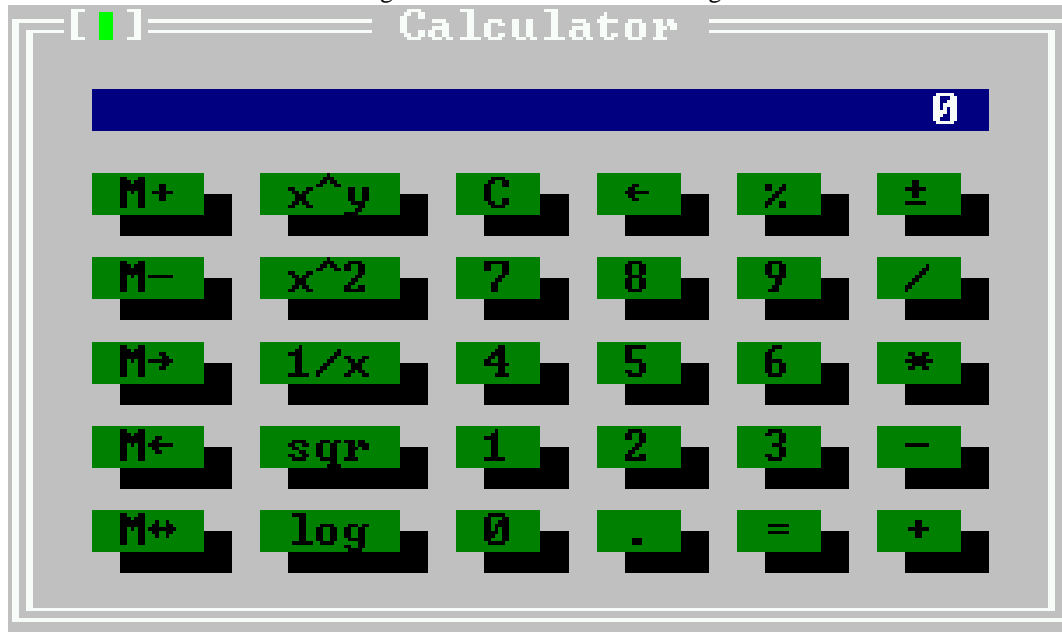 [▮] Calculator
0
M+ x^y C ← % ±
M- x^2 7 8 9 /
M→ 1/x 4 5 6 *
M← sqr 1 2 3 -
M↔ log 0 . = +